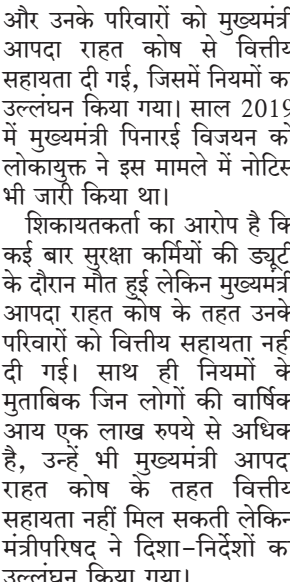 और उनके परिवारों को मुख्यमंत्री
आपदा राहत कोष से वित्तीय
सहायता दी गई, जिसमें नियमों का
उल्लंघन किया गया। साल 2019
में मुख्यमंत्री पिनारई विजयन को
लोकायुक्त ने इस मामले में नोटिस
भी जारी किया था।
शिकायतकर्ता का आरोप है कि
कई बार सुरक्षा कर्मियों की ड्यूटी
के दौरान मौत हुई लेकिन मुख्यमंत्री
आपदा राहत कोष के तहत उनके
परिवारों को वित्तीय सहायता नहीं
दी गई। साथ ही नियमों के
मुताबिक जिन लोगों की वार्षिक
आय एक लाख रुपये से अधिक
है, उन्हें भी मुख्यमंत्री आपदा
राहत कोष के तहत वित्तीय
सहायता नहीं मिल सकती लेकिन
मंत्रीपरिषद ने दिशा-निर्देशों का
उल्लंघन किया गया।